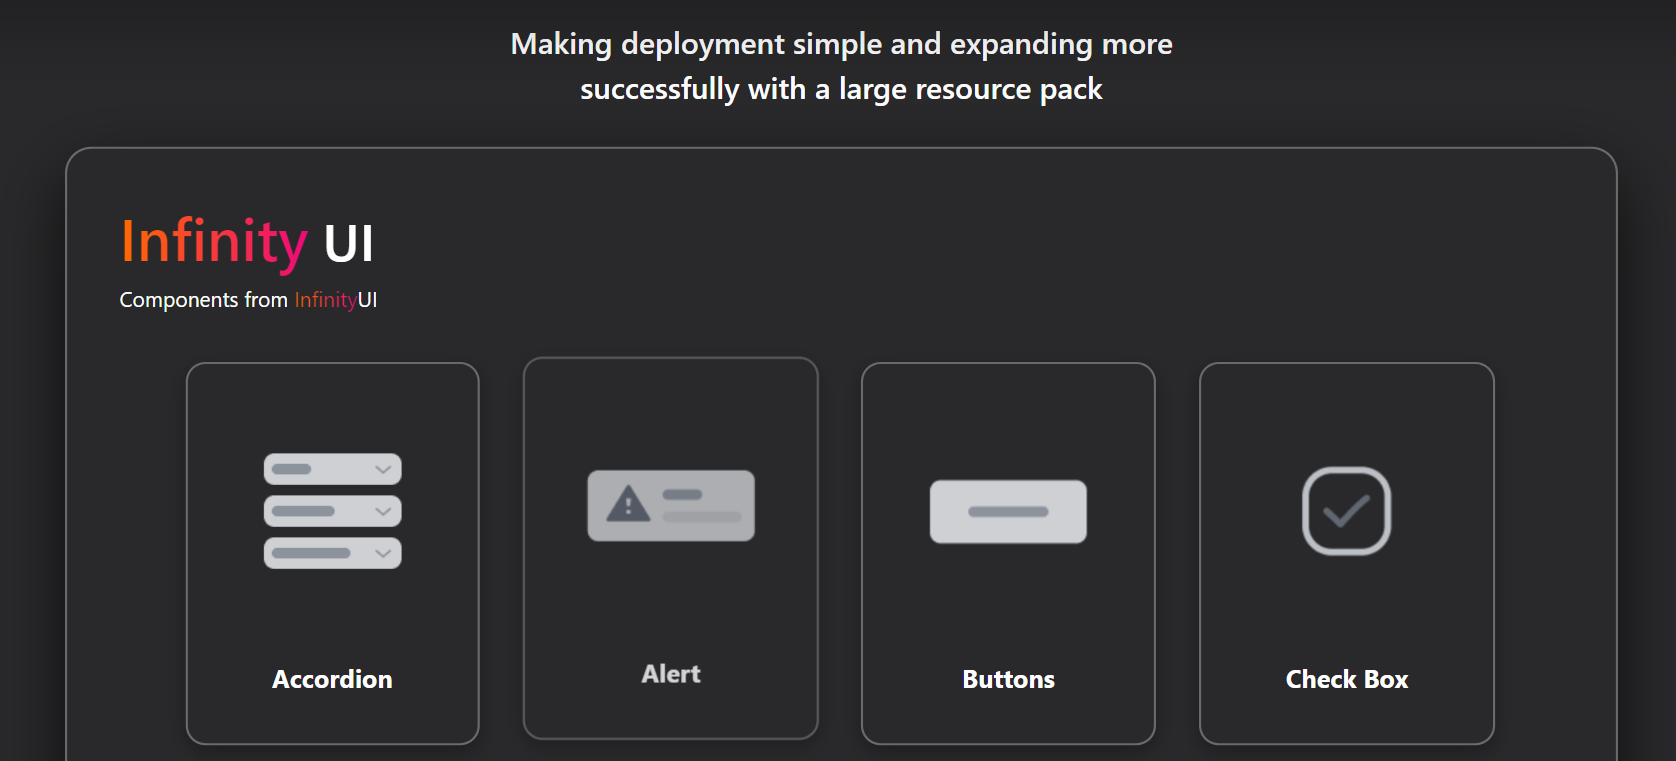 Making deployment simple and expanding more
successfully with a large resource pack
Infinity UI
Components from InfinityUI
Accordion
Alert
Buttons
Check Box